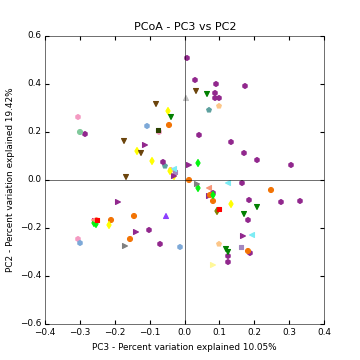 PCoA - PC3 vs PC2
0.6
0.4
0.2
0.0
−0.2
−0.4
−0.6
PC2 - Percent variation explained 19.42%
−0.4 −0.3 −0.2 −0.1 0.0 0.1 0.2 0.3 0.4
PC3 - Percent variation explained 10.05%